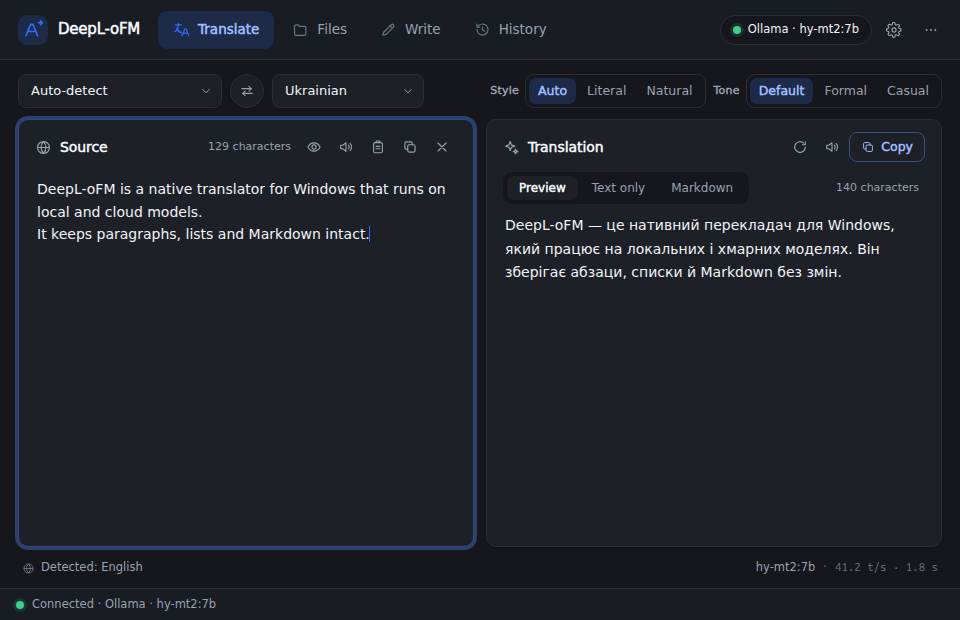 DeepL-oFM
Translate
Files
Write
History
Ollama · hy-mt2:7b
Auto-detect
Ukrainian
Style
Auto
Literal
Natural
Tone
Default
Formal
Casual
Source
129 characters
DeepL-oFM is a native translator for Windows that runs on
local and cloud models.
It keeps paragraphs, lists and Markdown intact.
Translation
Copy
Preview
Text only
Markdown
140 characters
DeepL-oFM — це нативний перекладач для Windows,
який працює на локальних і хмарних моделях. Він
зберігає абзаци, списки й Markdown без змін.
Detected: English
hy-mt2:7b · 41.2 t/s · 1.8 s
Connected · Ollama · hy-mt2:7b